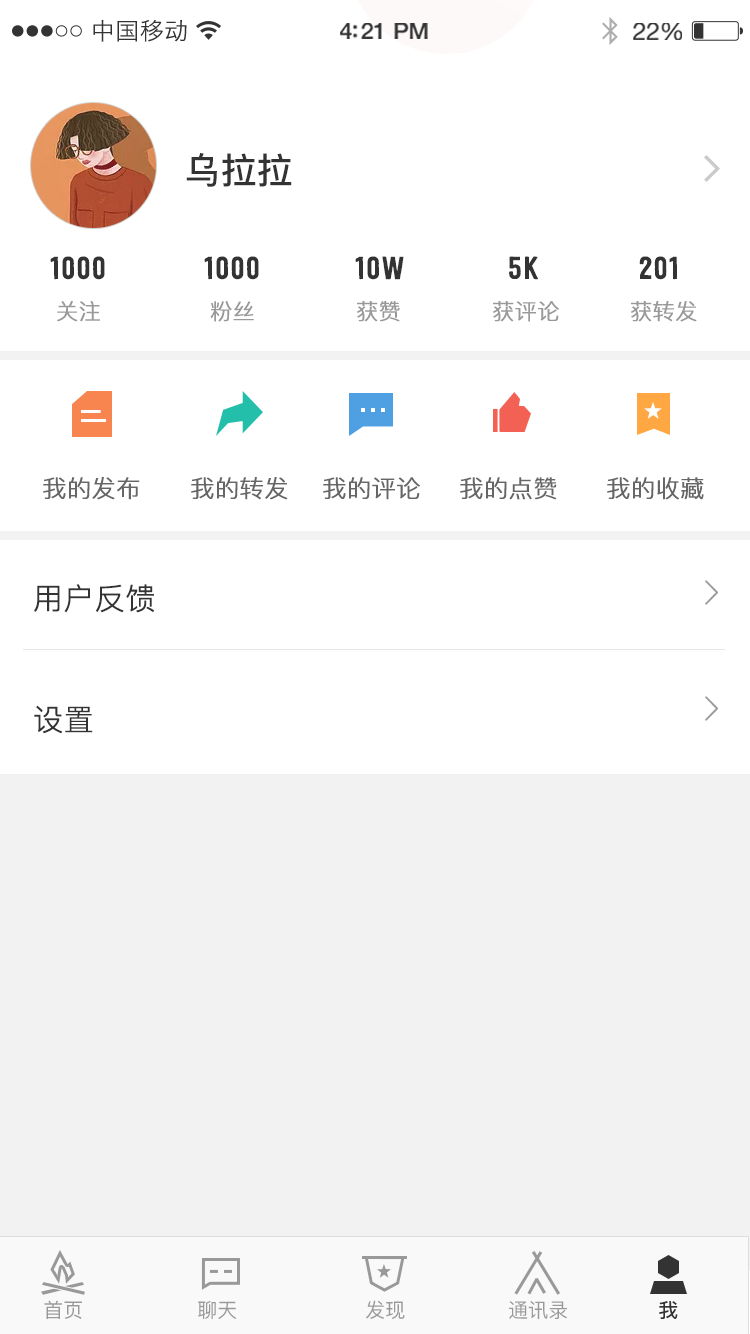 中国移动 4:21 PM 22%
乌拉拉
1000 1000 10W 5K 201
关注 粉丝 获赞 获评论 获转发
我的发布 我的转发 我的评论 我的点赞 我的收藏
用户反馈
设置
首页 聊天 发现 通讯录 我